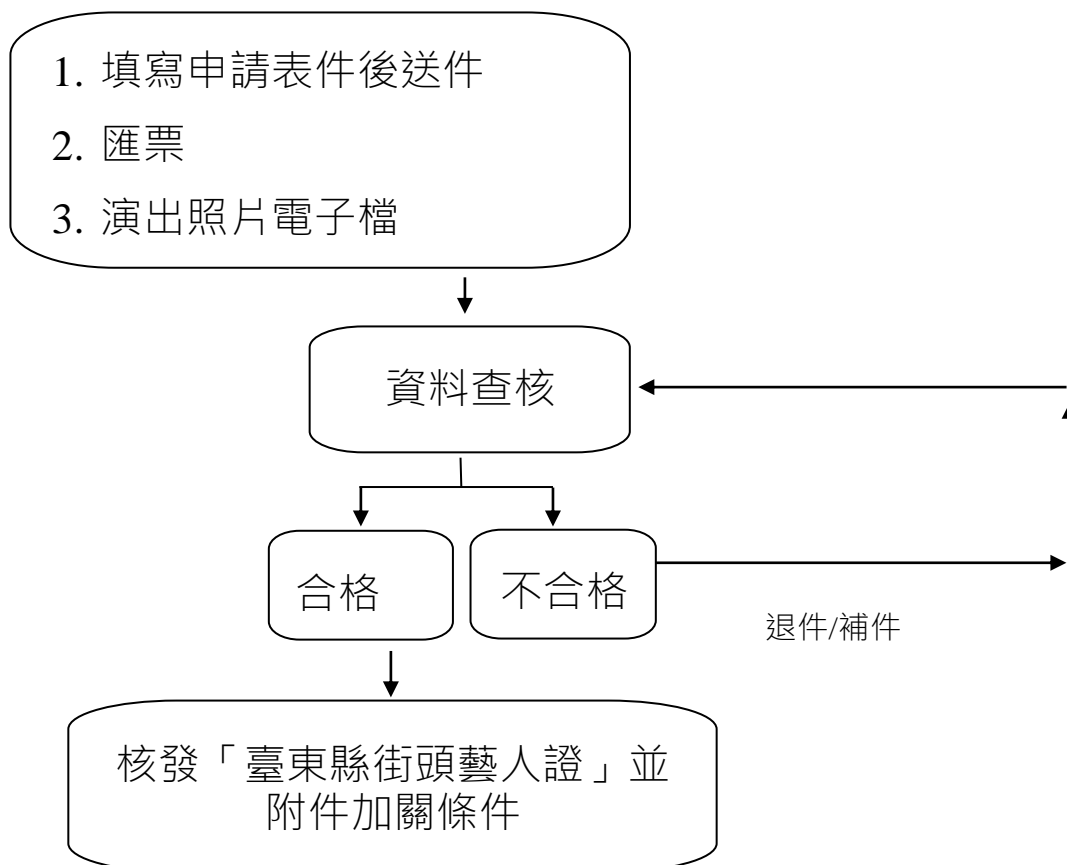 1. 填寫申請表件後送件
2. 匯票
3. 演出照片電子檔
資料查核
合格
不合格
退件/補件
核發「臺東縣街頭藝人證」並
附件加關條件